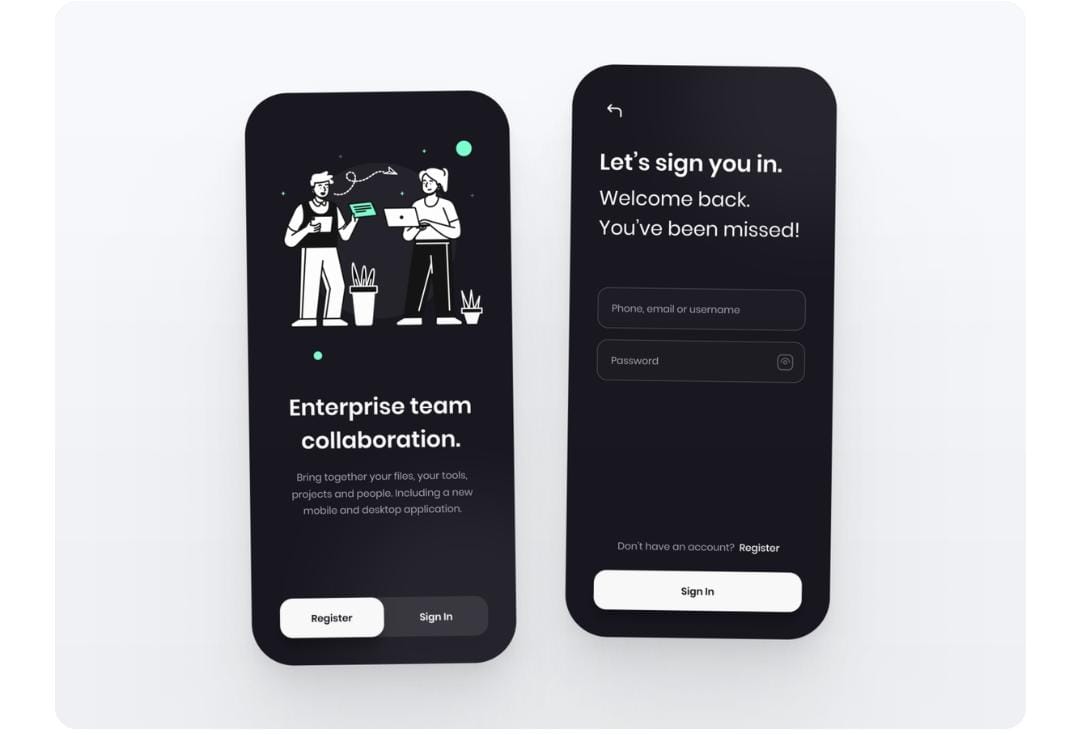 Enterprise team
collaboration.
Bring together your files, your tools,
projects and people. Including a new
mobile and desktop application.
Register
Sign In
Let’s sign you in.
Welcome back.
You’ve been missed!
Phone, email or username
Password
Don’t have an account? Register
Sign In